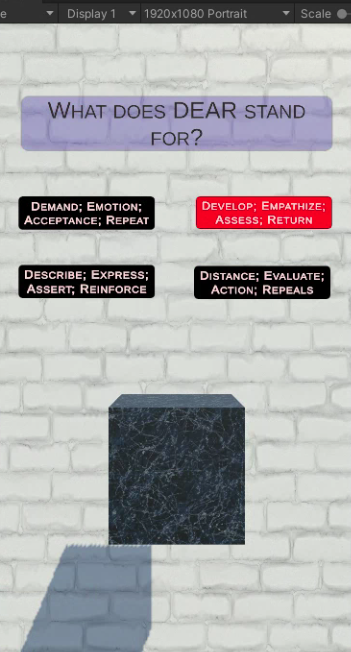 e Display 1 1920x1080 Portrait Scale
What does DEAR stand
for?
Demand; Emotion;
Acceptance; Repeat
Develop; Empathize;
Assess; Return
Describe; Express;
Assert; Reinforce
Distance; Evaluate;
Action; Repeals